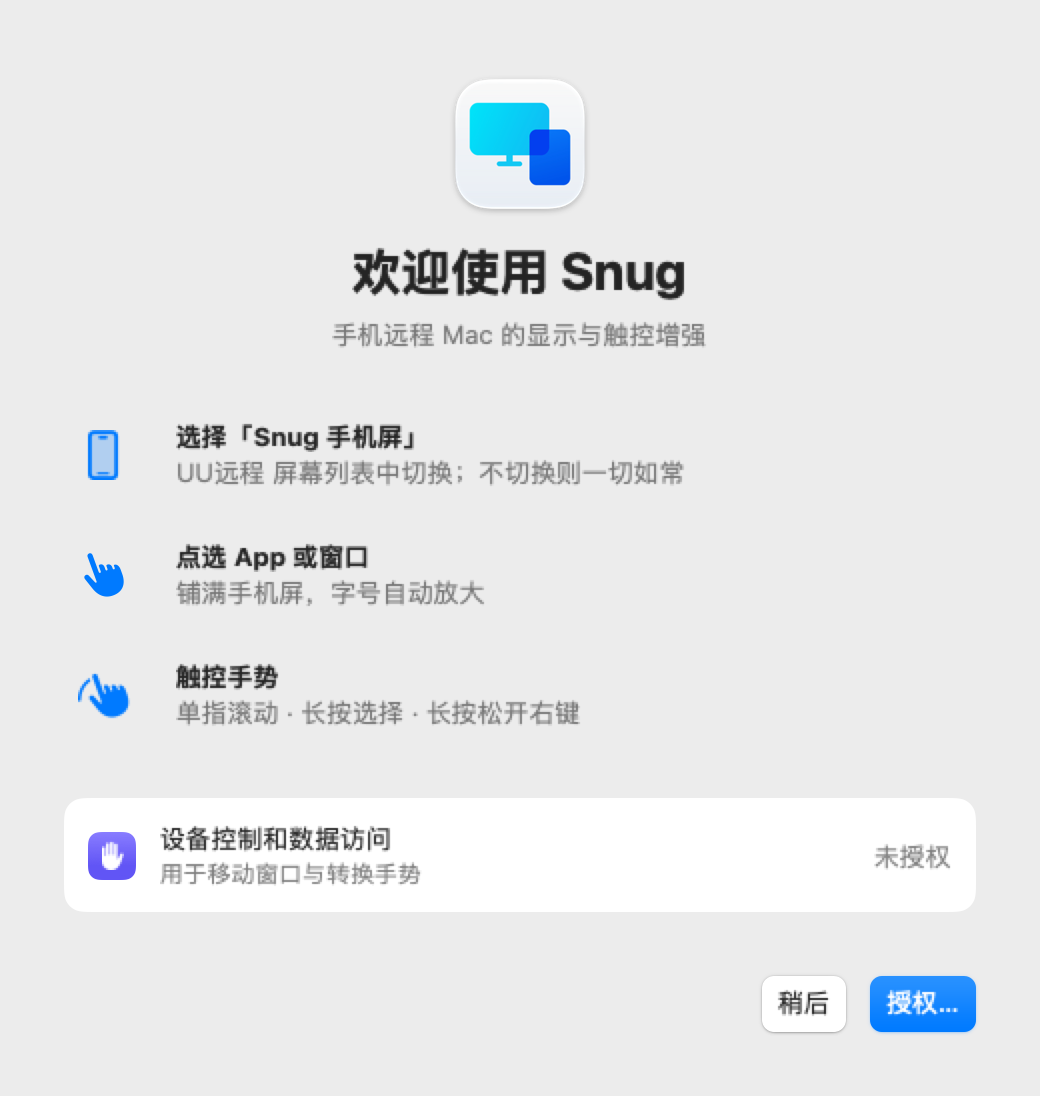 欢迎使用 Snug
手机远程 Mac 的显示与触控增强
选择「Snug 手机屏」
UU远程 屏幕列表中切换；不切换则一切如常
点选 App 或窗口
铺满手机屏，字号自动放大
触控手势
单指滚动 · 长按选择 · 长按松开右键
设备控制和数据访问
用于移动窗口与转换手势
未授权
稍后
授权...